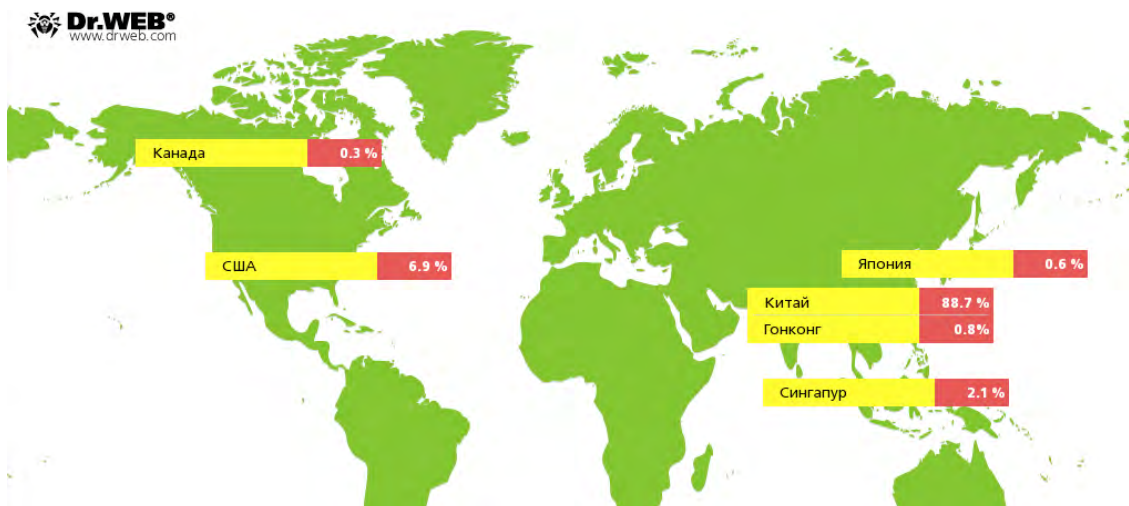 Dr.WEB®
www.drweb.com
Канада 0.3 %
США 6.9 %
Япония 0.6 %
Китай 88.7 %
Гонконг 0.8%
Сингапур 2.1 %